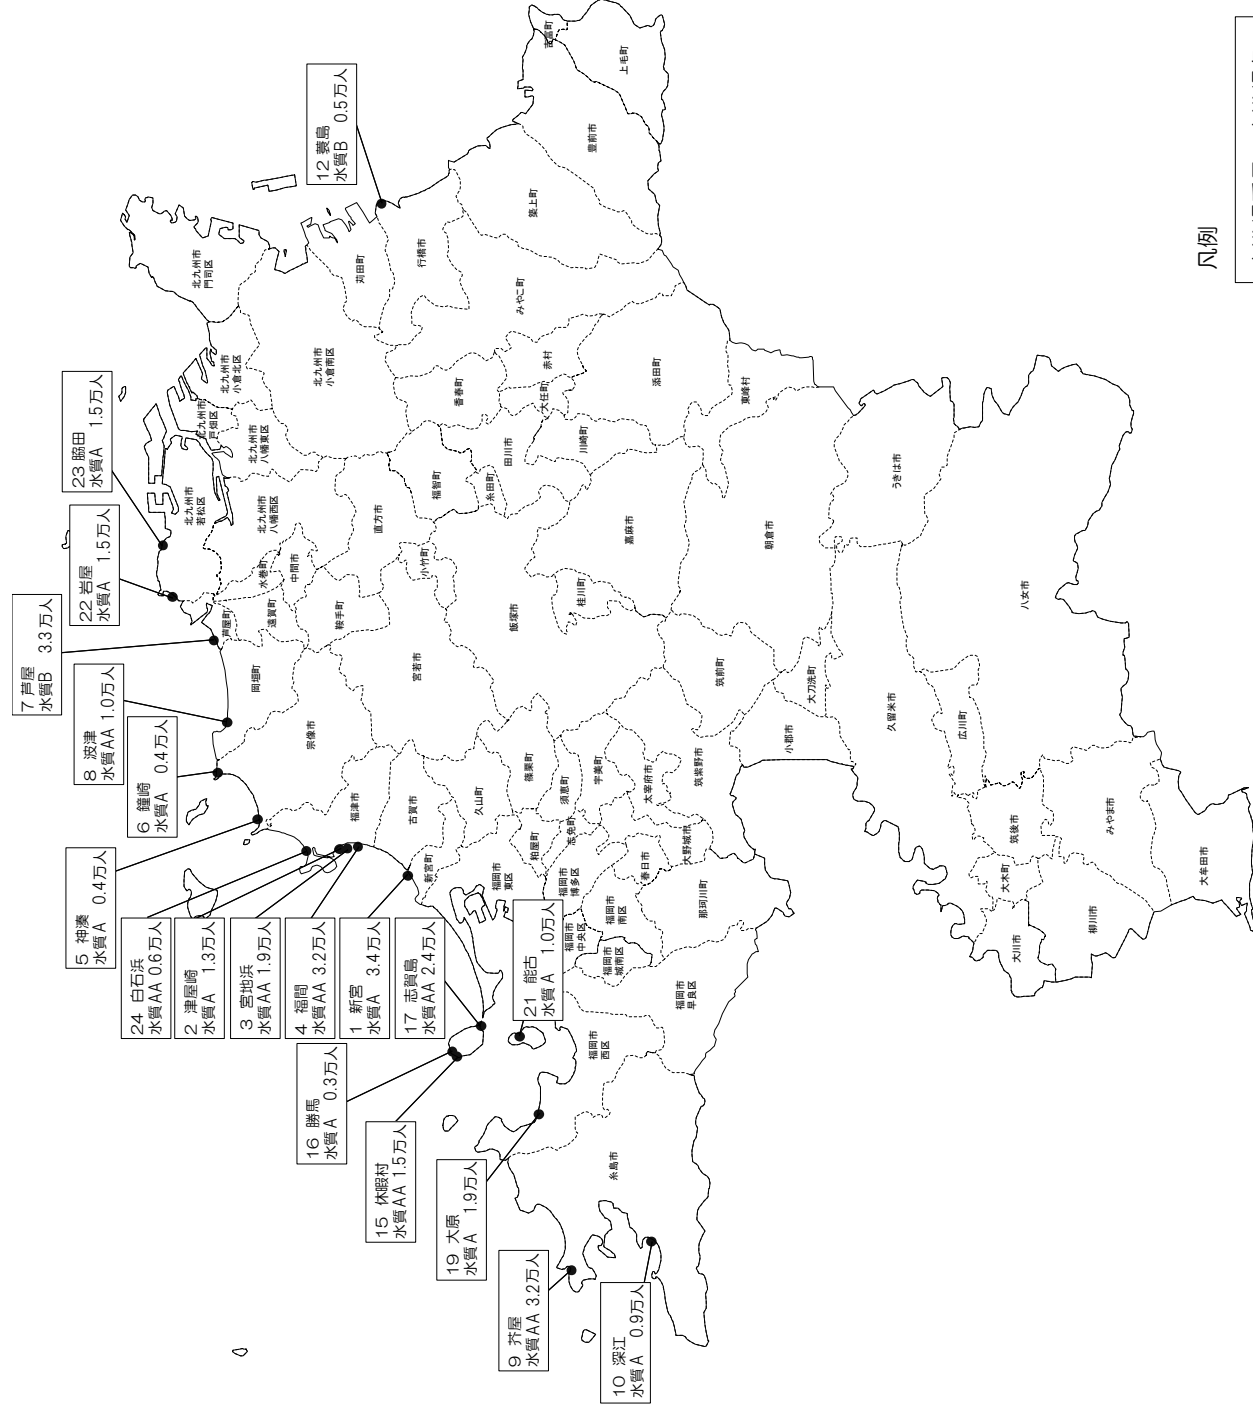 12 蓑島
水質B 0.5万人
23 脇田
水質A 1.5万人
22 岩屋
水質A 1.5万人
7 芦屋
水質B 3.3万人
8 波津
水質AA 1.0万人
6 鐘崎
水質A 0.4万人
5 神湊
水質A 0.4万人
24 白石浜
水質AA 0.6万人
2 津屋崎
水質A 1.3万人
3 宮地浜
水質AA 1.9万人
4 福間
水質AA 3.2万人
1 新宮
水質A 3.4万人
17 志賀島
水質AA 2.4万人
16 勝馬
水質A 0.3万人
15 休暇村
水質AA 1.5万人
21 能古
水質A 1.0万人
19 大原
水質A 1.9万人
9 芥屋
水質AA 3.2万人
10 深江
水質A 0.9万人
北九州市
門司区
北九州市
小倉北区
北九州市
小倉南区
北九州市
戸畑区
北九州市
八幡東区
北九州市
若松区
北九州市
八幡西区
苅田町
行橋市
みやこ町
築上町
豊前市
上毛町
吉富町
香春町
赤村
大任町
添田町
東峰村
田川市
川崎町
福智町
糸田町
直方市
小竹町
嘉麻市
桂川町
飯塚市
水巻町
中間市
芦屋町
遠賀町
鞍手町
岡垣町
宮若市
宗像市
福津市
古賀市
新宮町
久山町
篠栗町
粕屋町
須恵町
志免町
宇美町
太宰府市
筑紫野市
大野城市
春日市
那珂川町
福岡市
東区
福岡市
博多区
福岡市
中央区
福岡市
南区
福岡市
城南区
福岡市
早良区
福岡市
西区
糸島市
朝倉市
筑前町
大刀洗町
小郡市
うきは市
久留米市
広川町
八女市
筑後市
大木町
大川市
みやま市
柳川市
大牟田市
凡例